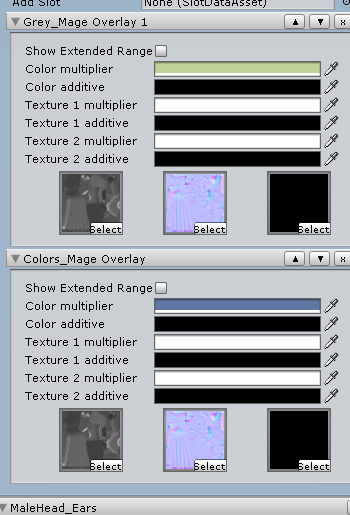 Add Slot None (SlotDataAsset)
Grey_Mage Overlay 1 ▲ ▼ x
Show Extended Range
Color multiplier
Color additive
Texture 1 multiplier
Texture 1 additive
Texture 2 multiplier
Texture 2 additive
Select Select Select
Colors_Mage Overlay ▲ ▼ x
Show Extended Range
Color multiplier
Color additive
Texture 1 multiplier
Texture 1 additive
Texture 2 multiplier
Texture 2 additive
Select Select Select
MaleHead_Ears